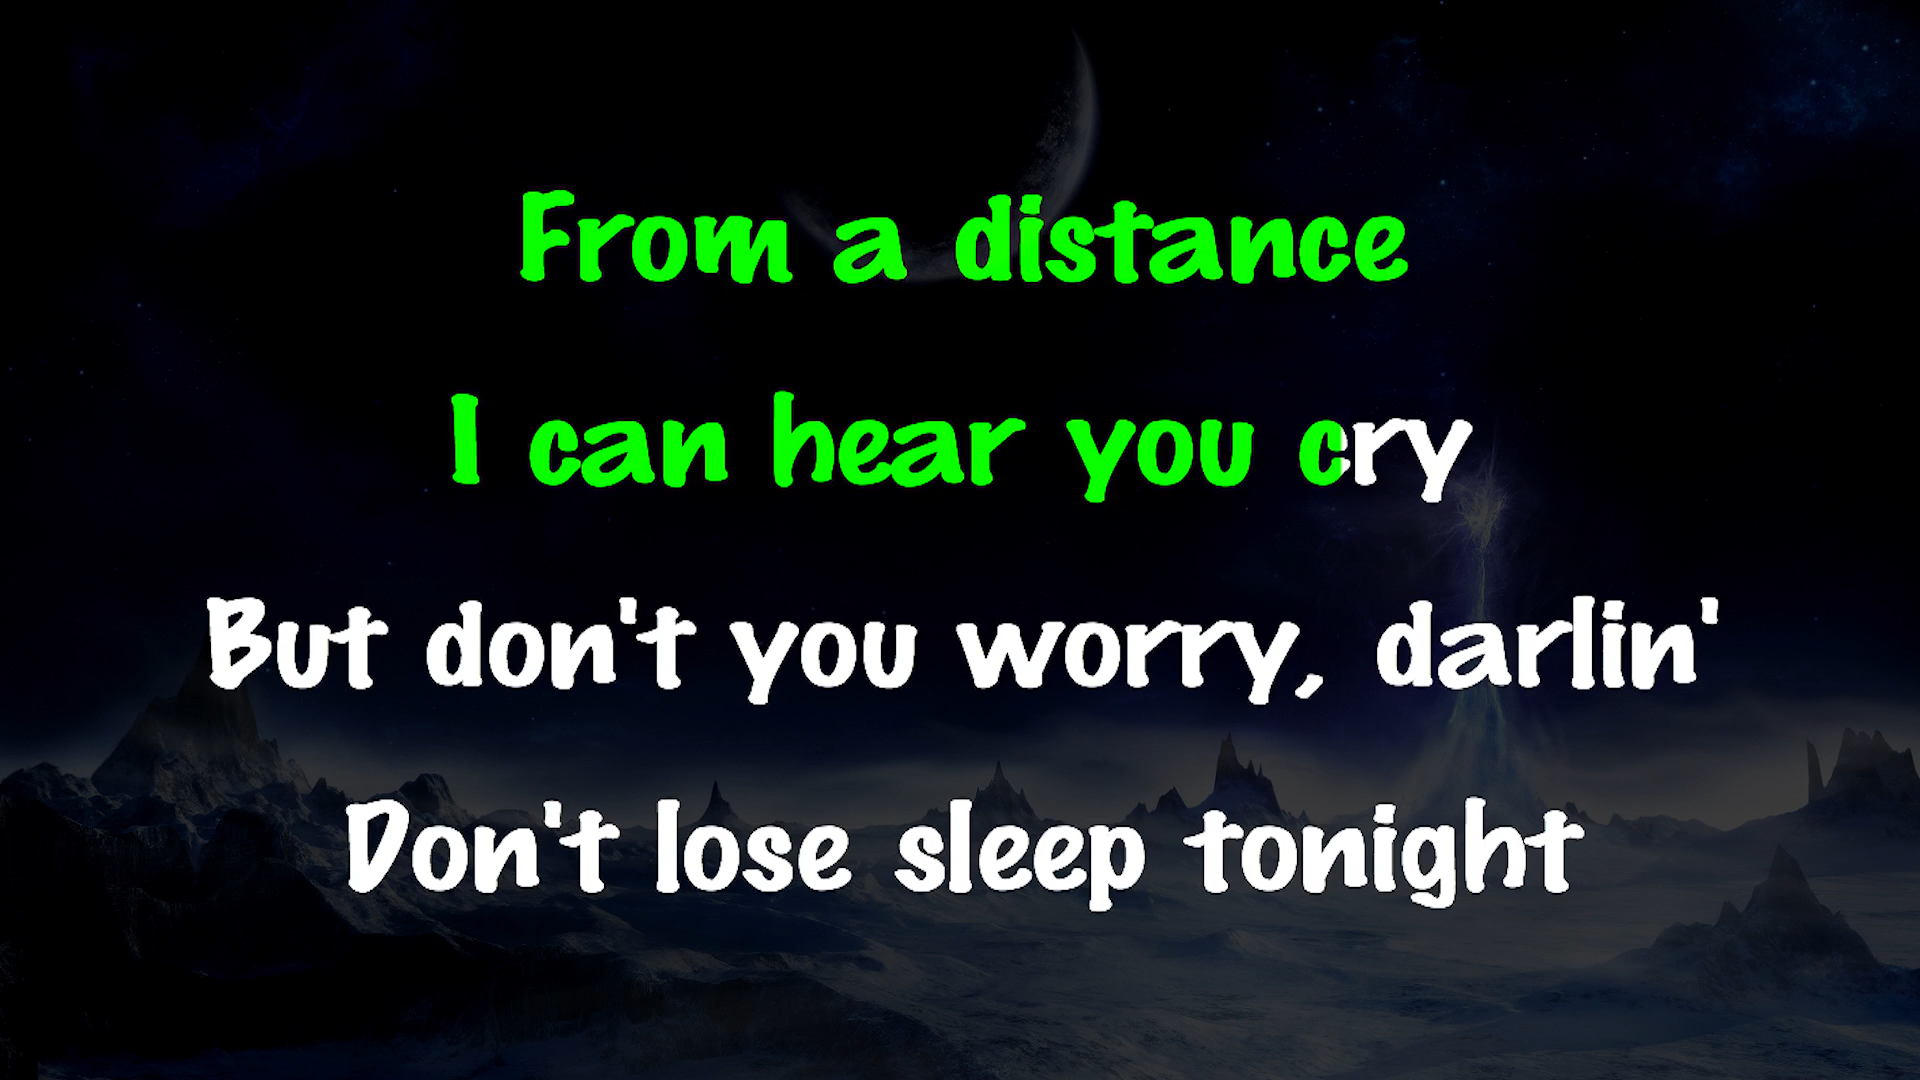 From a distance
I can hear you cry
But don't you worry, darlin'
Don't lose sleep tonight